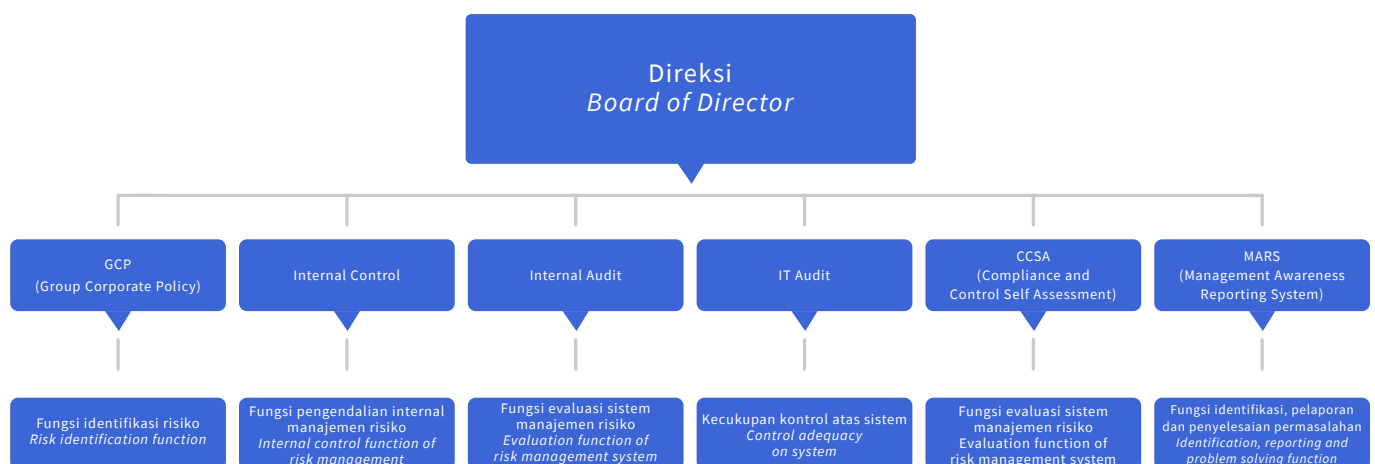 Direksi
Board of Director
GCP
(Group Corporate Policy)
Internal Control
Internal Audit
IT Audit
CCSA
(Compliance and
Control Self Assessment)
MARS
(Management Awareness
Reporting System)
Fungsi identifikasi risiko
Risk identification function
Fungsi pengendalian internal
manajemen risiko
Internal control function of
risk management
Fungsi evaluasi sistem
manajemen risiko
Evaluation function of
risk management system
Kecukupan kontrol atas sistem
Control adequacy
on system
Fungsi evaluasi sistem
manajemen risiko
Evaluation function of
risk management system
Fungsi identifikasi, pelaporan
dan penyelesaian permasalahan
Identification, reporting and
problem solving function